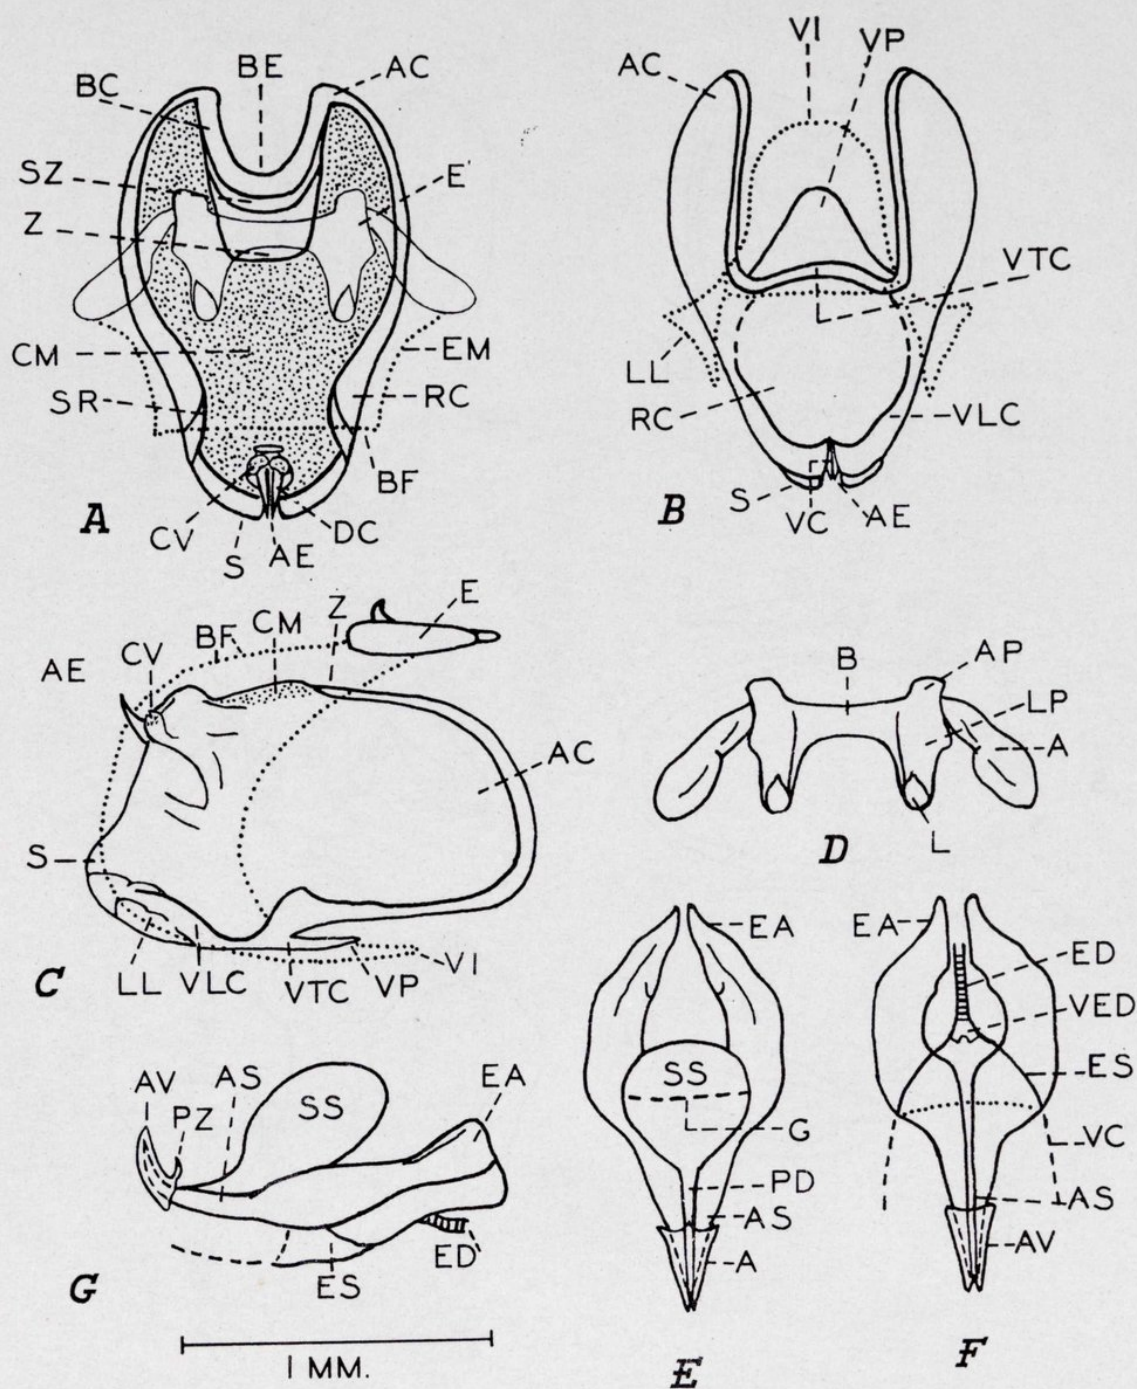 BE
BC
AC
SZ
E
Z
CM
EM
SR
RC
BF
A
CV
S
AE
DC
VI
VP
AC
VTC
LL
RC
VLC
B
S
VC
AE
AE
CV
BF
CM
Z
E
AC
S
C
LL
VLC
VTC
VP
VI
B
AP
LP
A
L
D
EA
SS
G
PD
AS
A
E
EA
ED
VED
ES
VC
AS
AV
F
AV
PZ
AS
SS
EA
ED
ES
G
1 MM.